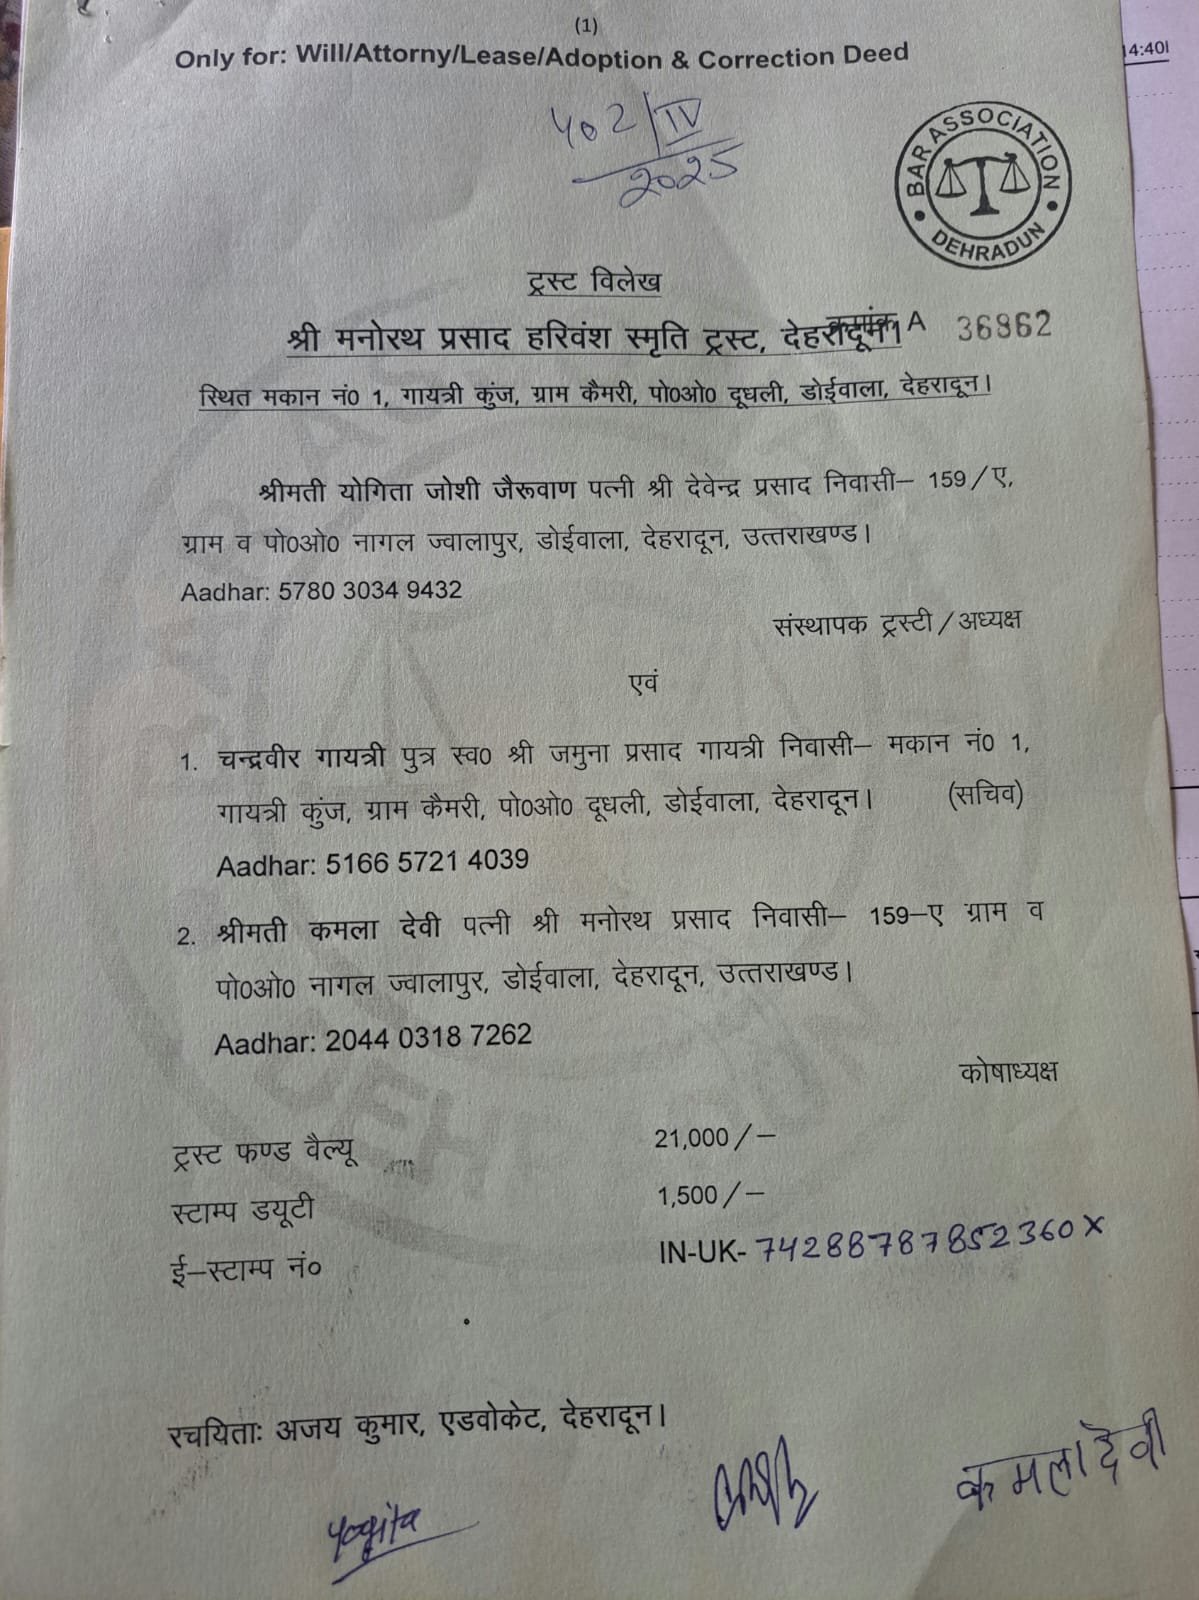 (1)
Only for: Will/Attorny/Lease/Adoption & Correction Deed
14:40
402/IV
2025
BAR ASSOCIATION
DEHRADUN
ट्रस्ट विलेख
क्रमांक A 36862
श्री मनोरथ प्रसाद हरिवंश स्मृति ट्रस्ट, देहरादून।
स्थित मकान नं0 1, गायत्री कुंज, ग्राम कैमरी, पो0ओ0 दूधली, डोईवाला, देहरादून।
श्रीमती योगिता जोशी जैरूवाण पत्नी श्री देवेन्द्र प्रसाद निवासी– 159/ए,
ग्राम व पो0ओ0 नागल ज्वालापुर, डोईवाला, देहरादून, उत्तराखण्ड।
Aadhar: 5780 3034 9432
संस्थापक ट्रस्टी/अध्यक्ष
एवं
1. चन्द्रवीर गायत्री पुत्र स्व0 श्री जमुना प्रसाद गायत्री निवासी– मकान नं0 1,
गायत्री कुंज, ग्राम कैमरी, पो0ओ0 दूधली, डोईवाला, देहरादून। (सचिव)
Aadhar: 5166 5721 4039
2. श्रीमती कमला देवी पत्नी श्री मनोरथ प्रसाद निवासी– 159–ए ग्राम व
पो0ओ0 नागल ज्वालापुर, डोईवाला, देहरादून, उत्तराखण्ड।
Aadhar: 2044 0318 7262
कोषाध्यक्ष
ट्रस्ट फण्ड वैल्यू 21,000/–
स्टाम्प डयूटी 1,500/–
ई–स्टाम्प नं० IN-UK- 74288787852360X
रचयिताः अजय कुमार, एडवोकेट, देहरादून।
Yogita
कमला देवी